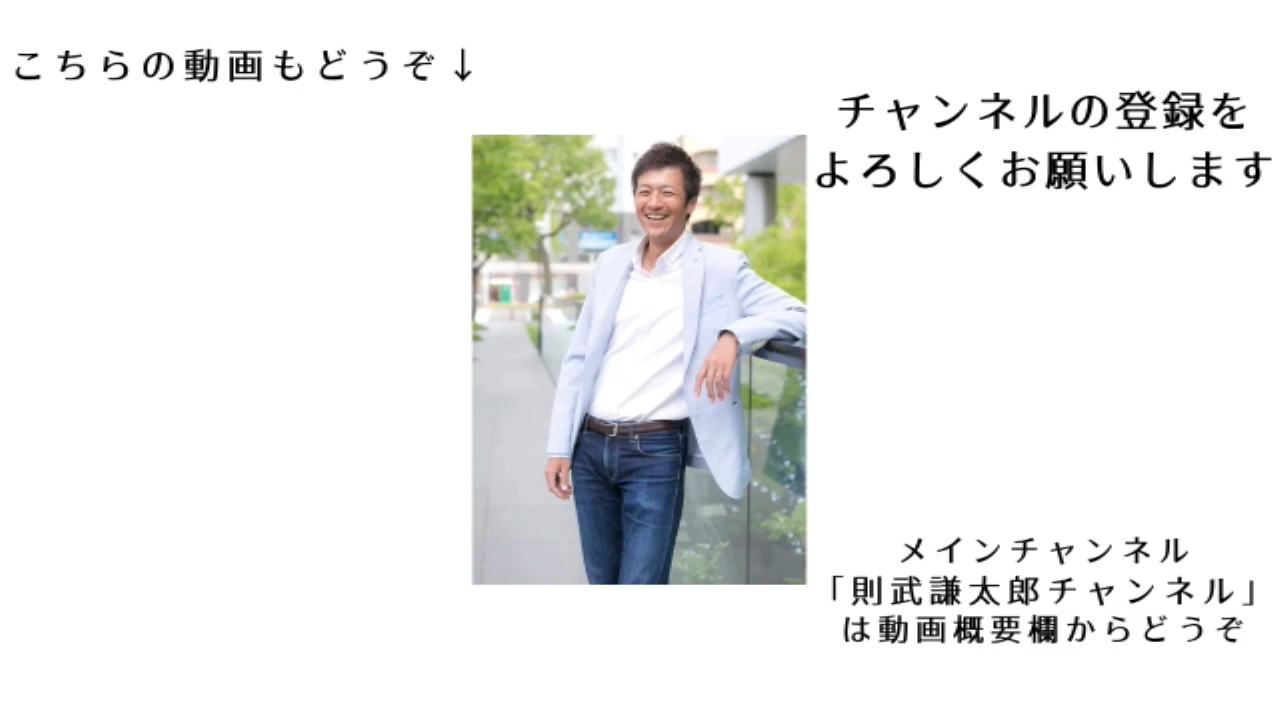 こちらの動画もどうぞ↓
チャンネルの登録を
よろしくお願いします
メインチャンネル
「則武謙太郎チャンネル」
は動画概要欄からどうぞ